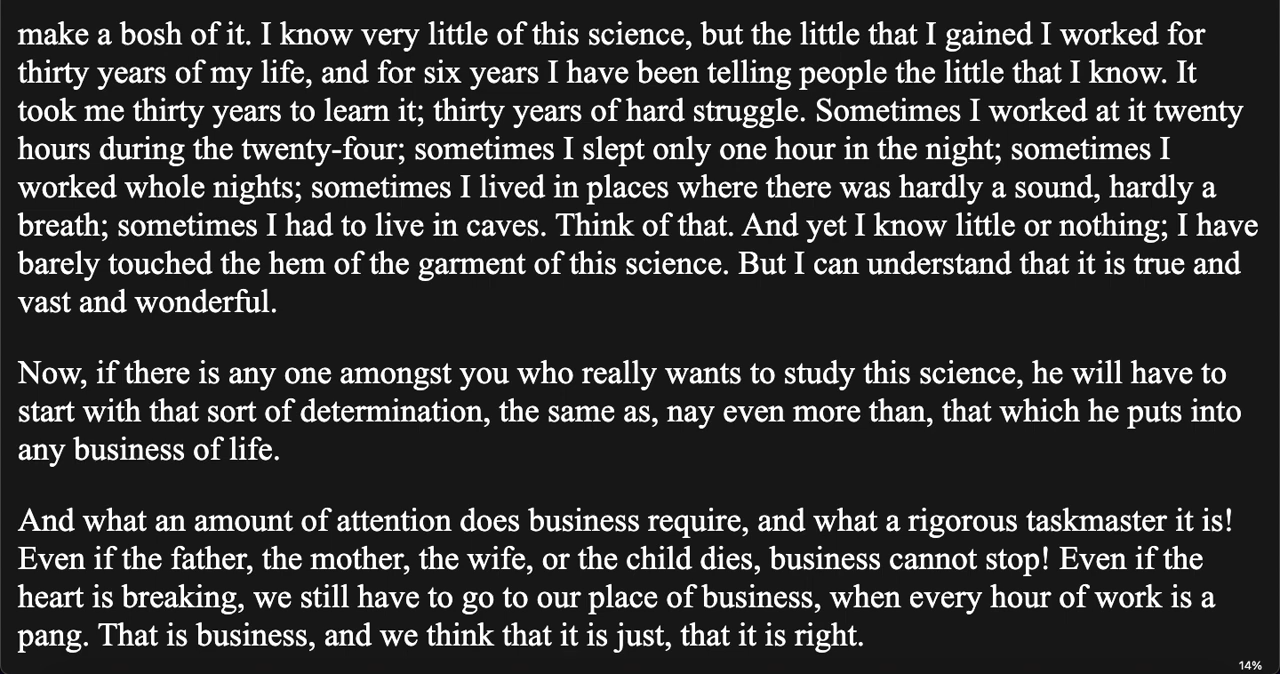 make a bosh of it. I know very little of this science, but the little that I gained I worked for
thirty years of my life, and for six years I have been telling people the little that I know. It
took me thirty years to learn it; thirty years of hard struggle. Sometimes I worked at it twenty
hours during the twenty-four; sometimes I slept only one hour in the night; sometimes I
worked whole nights; sometimes I lived in places where there was hardly a sound, hardly a
breath; sometimes I had to live in caves. Think of that. And yet I know little or nothing; I have
barely touched the hem of the garment of this science. But I can understand that it is true and
vast and wonderful.
Now, if there is any one amongst you who really wants to study this science, he will have to
start with that sort of determination, the same as, nay even more than, that which he puts into
any business of life.
And what an amount of attention does business require, and what a rigorous taskmaster it is!
Even if the father, the mother, the wife, or the child dies, business cannot stop! Even if the
heart is breaking, we still have to go to our place of business, when every hour of work is a
pang. That is business, and we think that it is just, that it is right.
14%